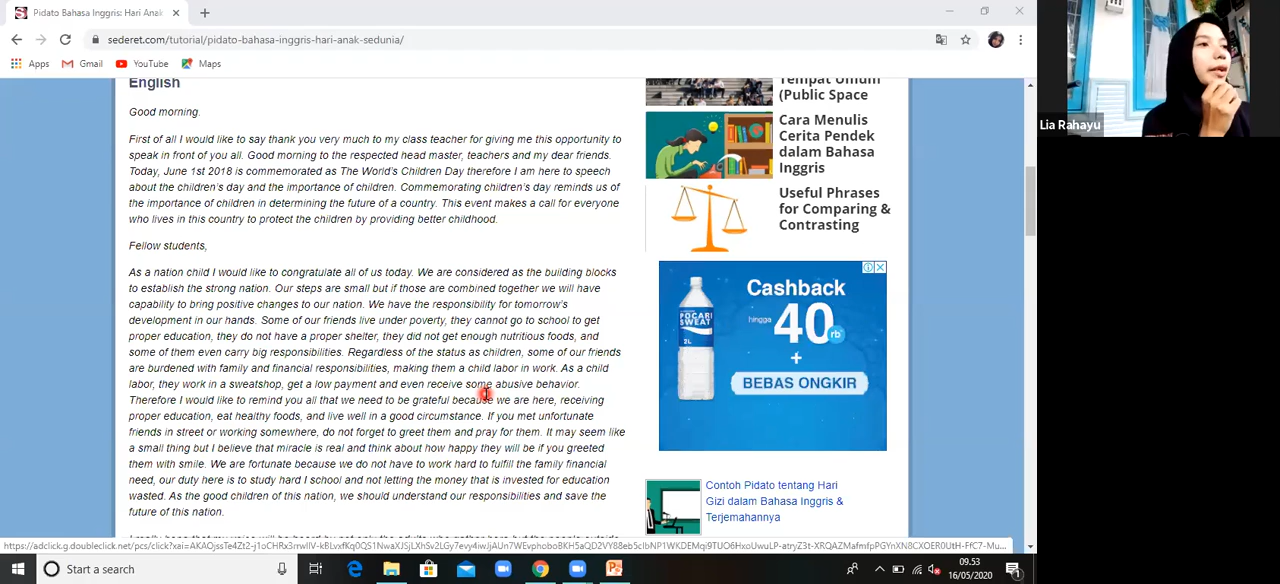 Pidato Bahasa Inggris: Hari Anak
sederet.com/tutorial/pidato-bahasa-inggris-hari-anak-sedunia/
Apps
Gmail
YouTube
Maps
English
Good morning.
First of all I would like to say thank you very much to my class teacher for giving me this opportunity to
speak in front of you all. Good morning to the respected head master, teachers and my dear friends.
Today, June 1st 2018 is commemorated as The World's Children Day therefore I am here to speech
about the children's day and the importance of children. Commemorating children's day reminds us of
the importance of children in determining the future of a country. This event makes a call for everyone
who lives in this country to protect the children by providing better childhood.
Fellow students,
As a nation child I would like to congratulate all of us today. We are considered as the building blocks
to establish the strong nation. Our steps are small but if those are combined together we will have
capability to bring positive changes to our nation. We have the responsibility for tomorrow's
development in our hands. Some of our friends live under poverty, they cannot go to school to get
proper education, they do not have a proper shelter, they did not get enough nutritious foods, and
some of them even carry big responsibilities. Regardless of the status as children, some of our friends
are burdened with family and financial responsibilities, making them a child labor in work. As a child
labor, they work in a sweatshop, get a low payment and even receive some abusive behavior.
Therefore I would like to remind you all that we need to be grateful because we are here, receiving
proper education, eat healthy foods, and live well in a good circumstance. If you met unfortunate
friends in street or working somewhere, do not forget to greet them and pray for them. It may seem like
a small thing but I believe that miracle is real and think about how happy they will be if you greeted
them with smile. We are fortunate because we do not have to work hard to fulfill the family financial
need, our duty here is to study hard I school and not letting the money that is invested for education
wasted. As the good children of this nation, we should understand our responsibilities and save the
future of this nation.
Tempat Umum
(Public Space
Cara Menulis
Cerita Pendek
dalam Bahasa
Inggris
Useful Phrases
for Comparing &
Contrasting
Cashback
hingga
40 rb
+
BEBAS ONGKIR
POCARI
SWEAT
2L
Contoh Pidato tentang Hari
Gizi dalam Bahasa Inggris &
Terjemahannya
Start a search
09.53
16/05/2020
Lia Rahayu